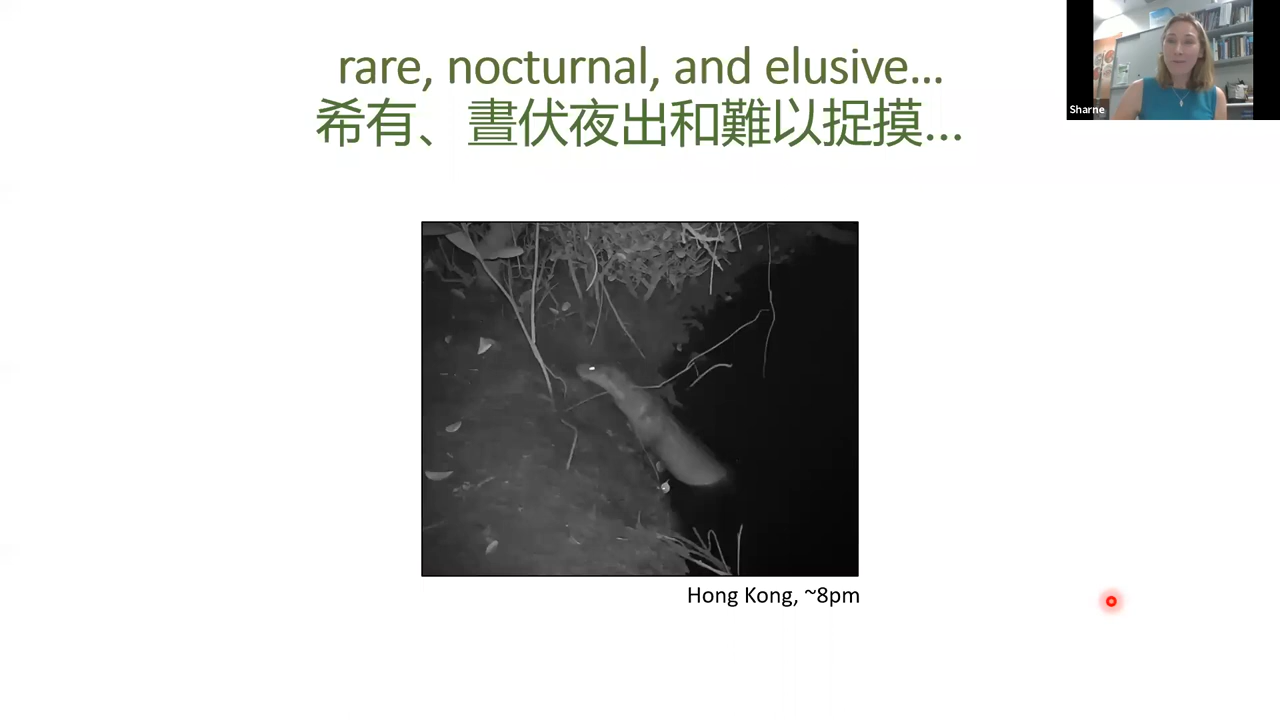 rare, nocturnal, and elusive...
希有、晝伏夜出和難以捉摸...
Sharne
Hong Kong, ~8pm